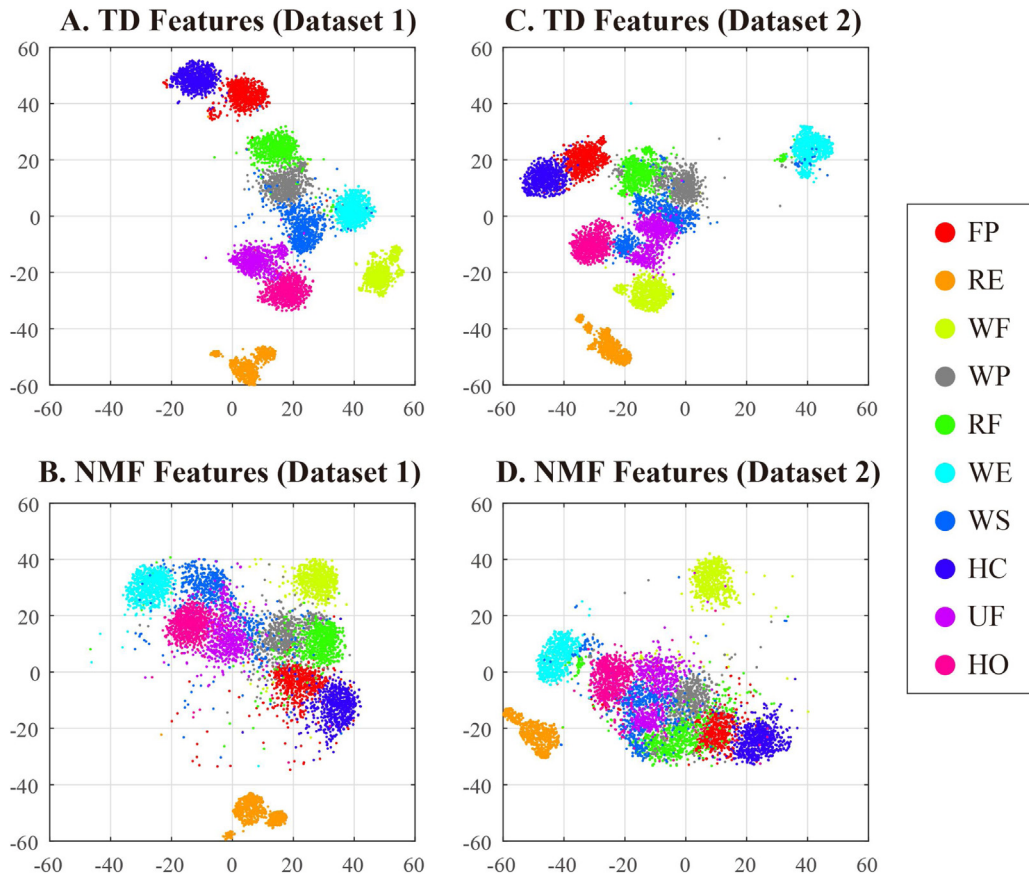 A. TD Features (Dataset 1)
60
40
20
0
-20
-40
-60
-60 -40 -20 0 20 40 60
C. TD Features (Dataset 2)
60
40
20
0
-20
-40
-60
-60 -40 -20 0 20 40 60
B. NMF Features (Dataset 1)
60
40
20
0
-20
-40
-60
-60 -40 -20 0 20 40 60
D. NMF Features (Dataset 2)
60
40
20
0
-20
-40
-60
-60 -40 -20 0 20 40 60
FP
RE
WF
WP
RF
WE
WS
HC
UF
HO